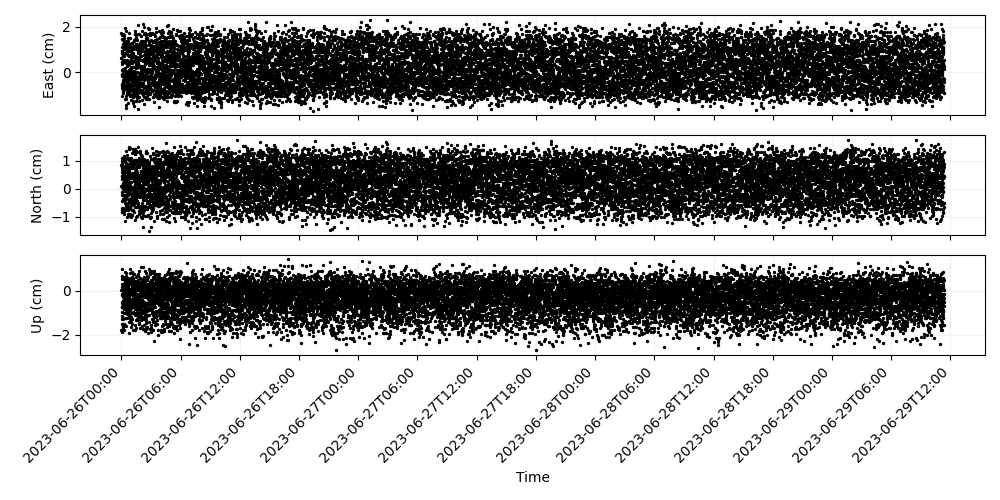 East (cm)
2
0
North (cm)
1
0
−1
Up (cm)
0
−2
2023-06-26T00:00
2023-06-26T06:00
2023-06-26T12:00
2023-06-26T18:00
2023-06-27T00:00
2023-06-27T06:00
2023-06-27T12:00
2023-06-27T18:00
2023-06-28T00:00
2023-06-28T06:00
2023-06-28T12:00
2023-06-28T18:00
2023-06-29T00:00
2023-06-29T06:00
2023-06-29T12:00
Time